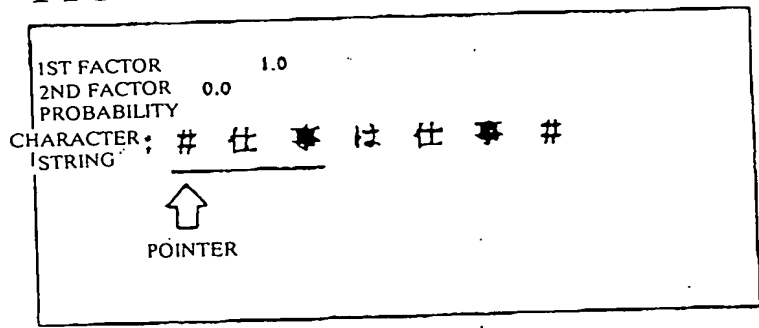 1ST FACTOR 1.0
2ND FACTOR 0.0
PROBABILITY
CHARACTER STRING : # 仕 事 は 仕 事 #
POINTER